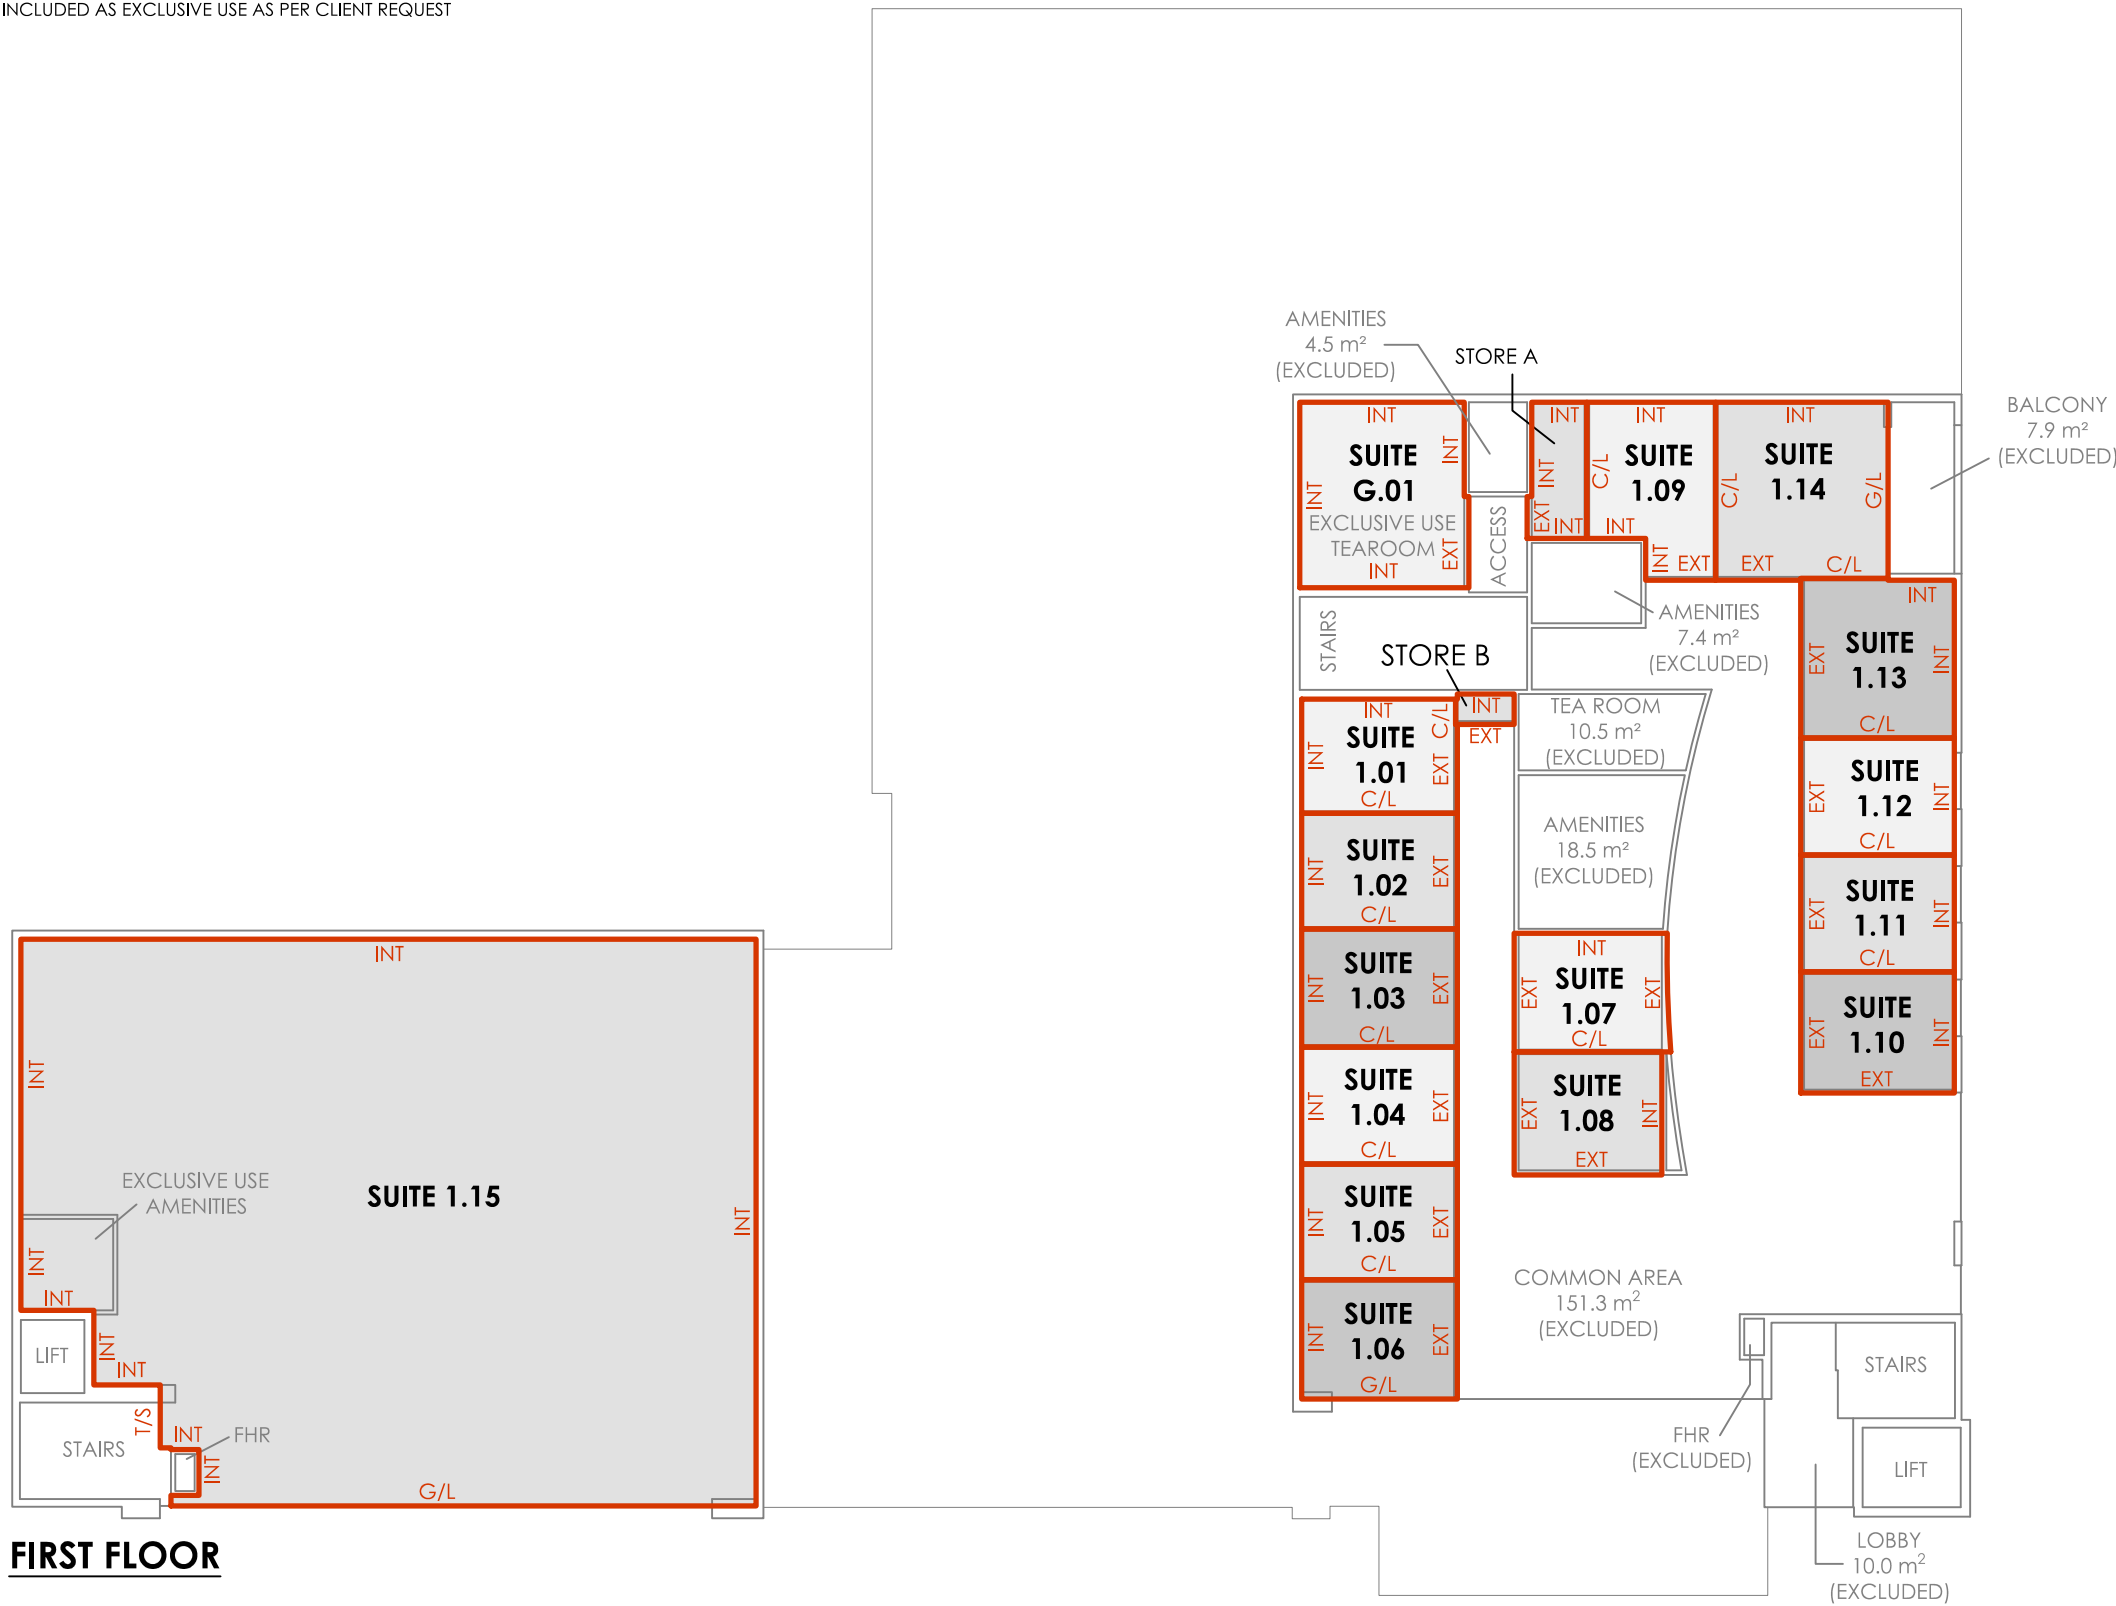 INCLUDED AS EXCLUSIVE USE AS PER CLIENT REQUEST
AMENITIES
4.5 m²
(EXCLUDED)
STORE A
BALCONY
7.9 m²
(EXCLUDED)
INT
SUITE
G.01
INT
INT
EXCLUSIVE USE
TEAROOM
EXT
INT
ACCESS
INT
INT
EXT
INT
INT
C/L
SUITE
1.09
INT
INT
EXT
INT
C/L
SUITE
1.14
G/L
EXT
C/L
STAIRS
AMENITIES
7.4 m²
(EXCLUDED)
STORE B
INT
EXT
INT
SUITE
1.13
EXT
INT
C/L
TEA ROOM
10.5 m²
(EXCLUDED)
INT
C/L
SUITE
1.01
INT
EXT
C/L
SUITE
1.12
EXT
INT
C/L
AMENITIES
18.5 m²
(EXCLUDED)
SUITE
1.02
INT
EXT
C/L
SUITE
1.11
EXT
INT
C/L
SUITE
1.03
INT
EXT
C/L
INT
SUITE
1.07
EXT
EXT
C/L
SUITE
1.10
EXT
INT
EXT
SUITE
1.04
INT
EXT
C/L
SUITE
1.08
EXT
INT
EXT
SUITE
1.05
INT
EXT
C/L
SUITE
1.06
INT
EXT
G/L
COMMON AREA
151.3 m²
(EXCLUDED)
STAIRS
FHR
(EXCLUDED)
LIFT
LOBBY
10.0 m²
(EXCLUDED)
INT
INT
EXCLUSIVE USE
AMENITIES
SUITE 1.15
INT
INT
INT
LIFT
INT
INT
T/S
INT
FHR
STAIRS
INT
G/L
FIRST FLOOR